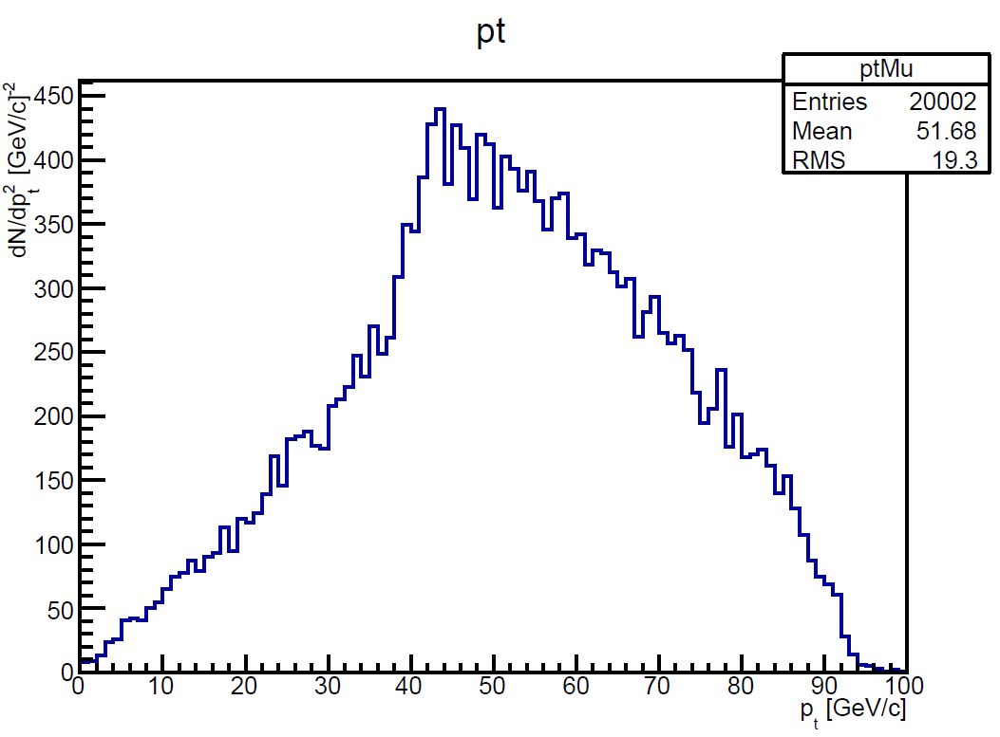 pt
ptMu
Entries 20002
Mean 51.68
RMS 19.3
dN/dp_t^2 [GeV/c]^-2
450
400
350
300
250
200
150
100
50
0
0 10 20 30 40 50 60 70 80 90 100
p_t [GeV/c]